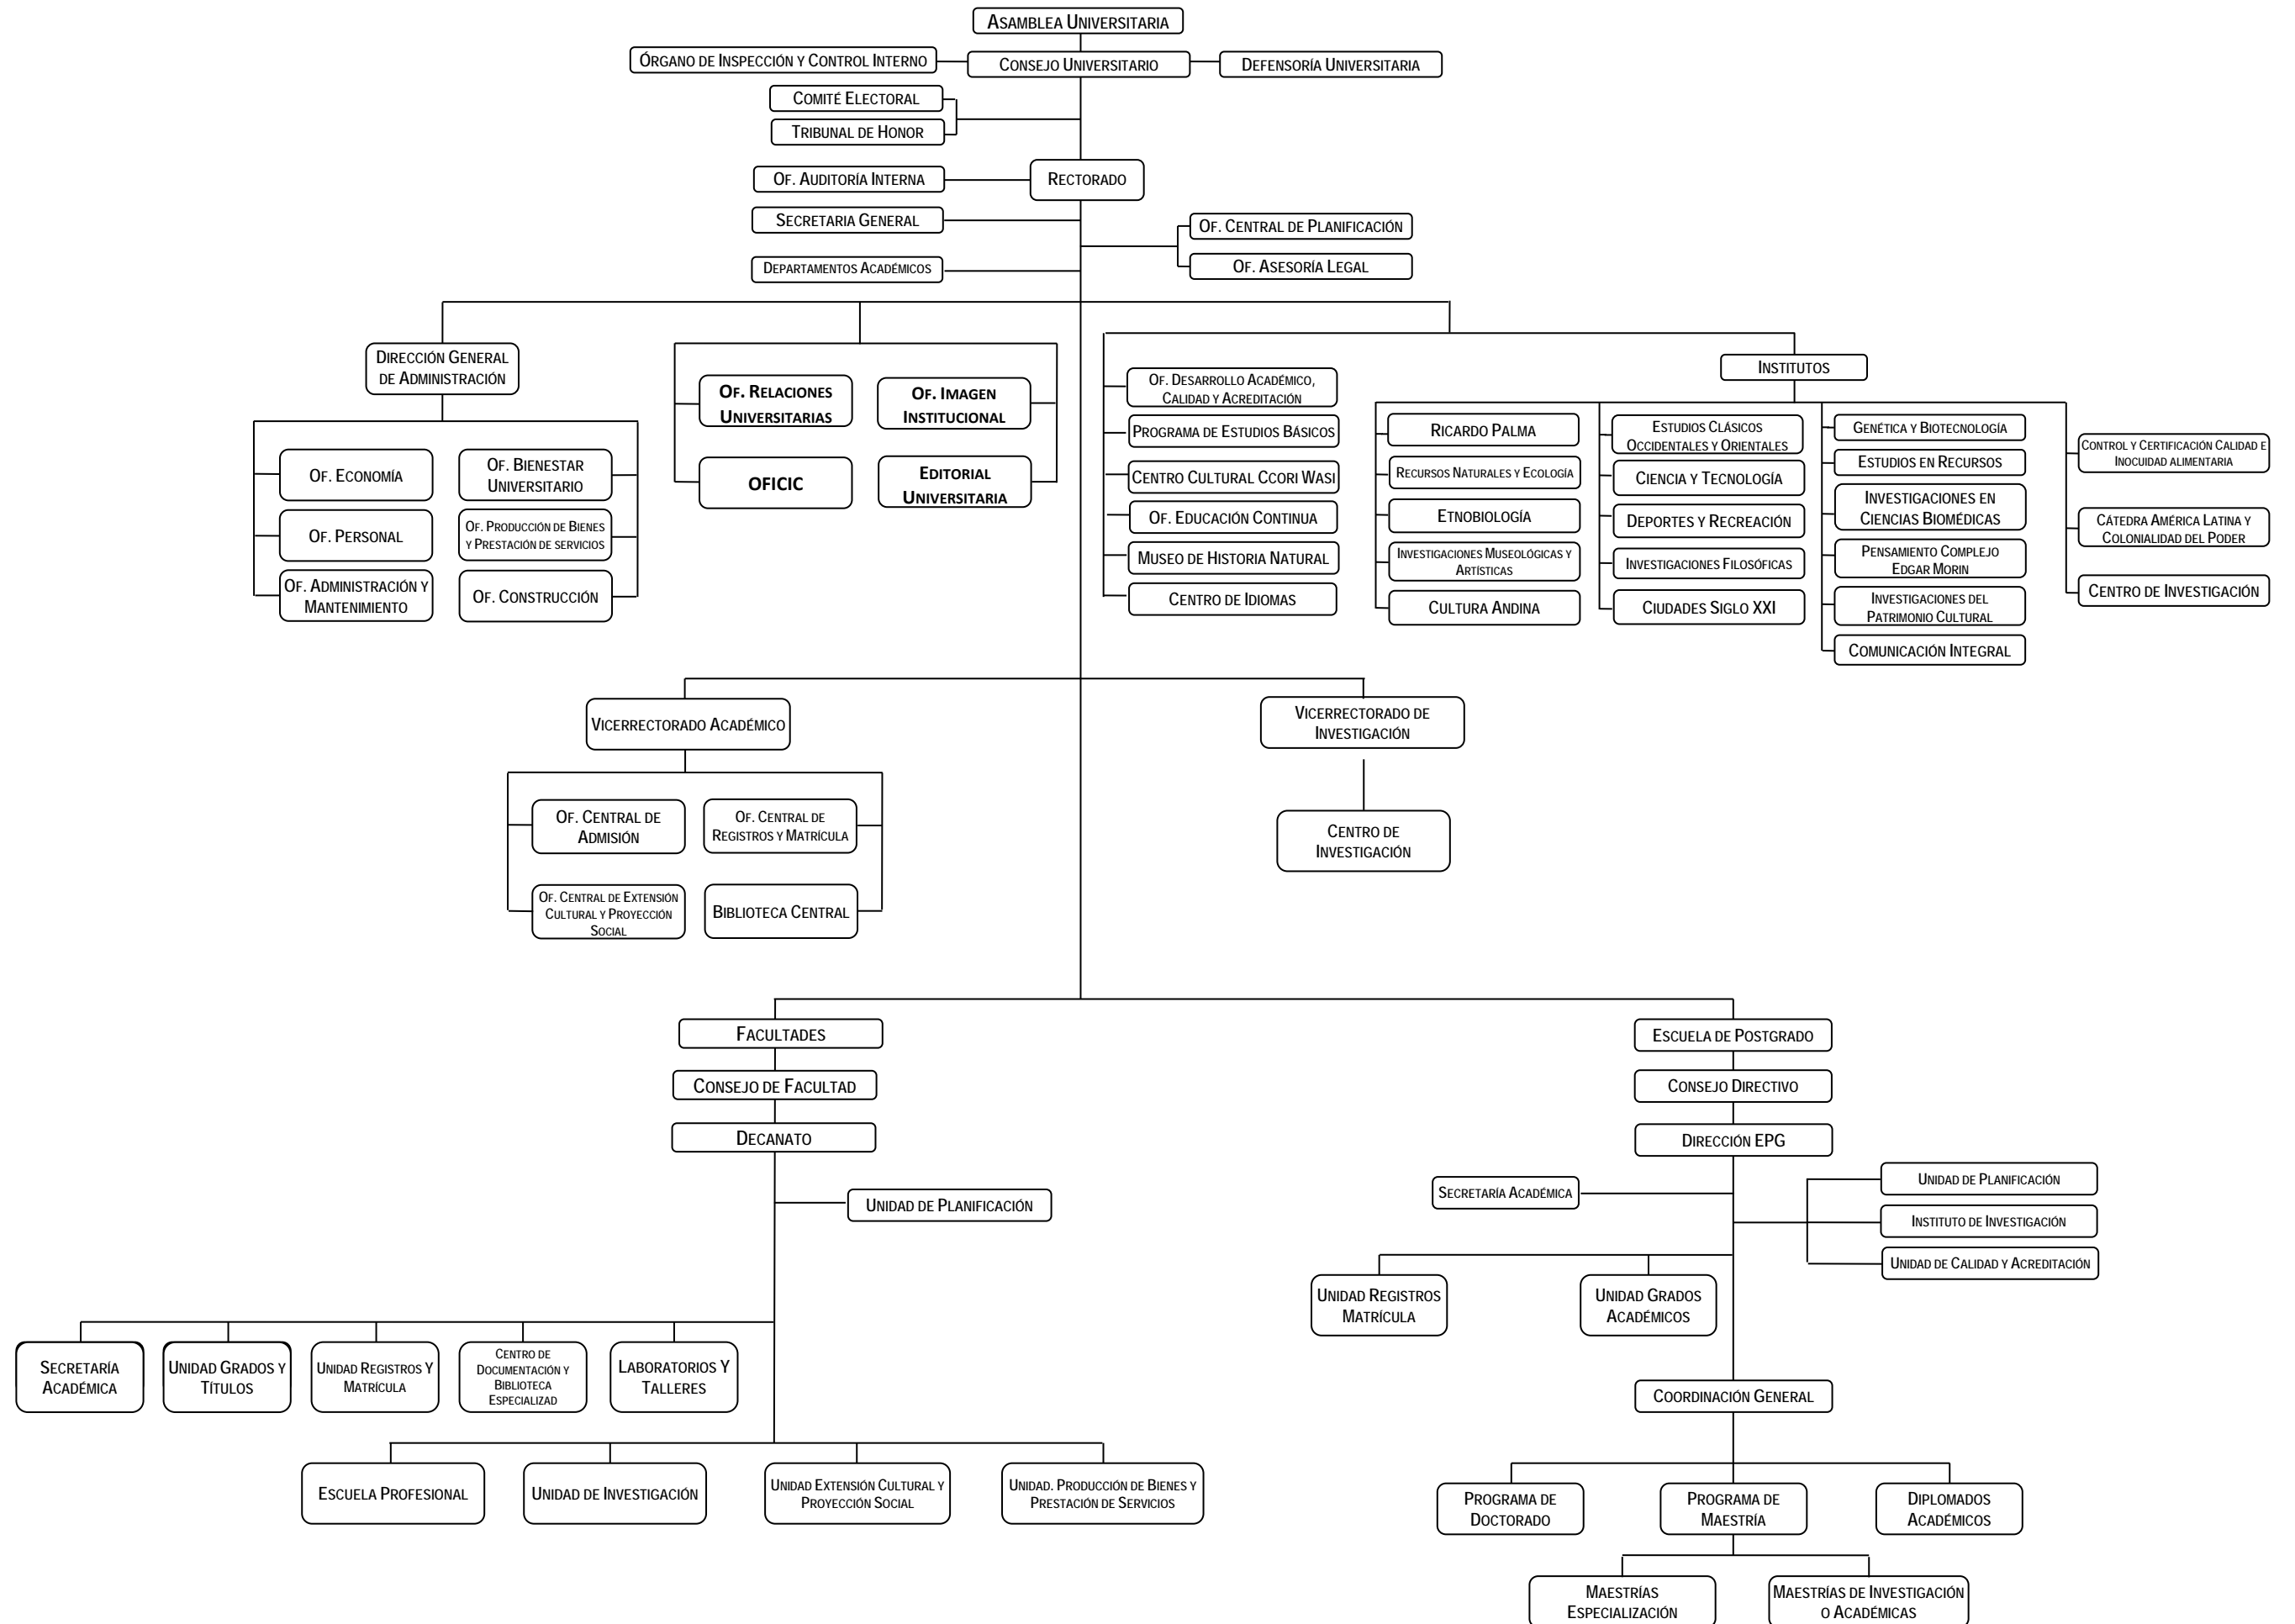 ASAMBLEA UNIVERSITARIA
ÓRGANO DE INSPECCIÓN Y CONTROL INTERNO
CONSEJO UNIVERSITARIO
DEFENSORÍA UNIVERSITARIA
COMITÉ ELECTORAL
TRIBUNAL DE HONOR
OF. AUDITORÍA INTERNA
RECTORADO
SECRETARIA GENERAL
OF. CENTRAL DE PLANIFICACIÓN
OF. ASESORÍA LEGAL
DEPARTAMENTOS ACADÉMICOS
DIRECCIÓN GENERAL
DE ADMINISTRACIÓN
OF. ECONOMÍA
OF. BIENESTAR
UNIVERSITARIO
OF. PERSONAL
OF. PRODUCCIÓN DE BIENES
Y PRESTACIÓN DE SERVICIOS
OF. ADMINISTRACIÓN Y
MANTENIMIENTO
OF. CONSTRUCCIÓN
OF. RELACIONES
UNIVERSITARIAS
OF. IMAGEN
INSTITUCIONAL
OFICIC
EDITORIAL
UNIVERSITARIA
OF. DESARROLLO ACADÉMICO,
CALIDAD Y ACREDITACIÓN
PROGRAMA DE ESTUDIOS BÁSICOS
CENTRO CULTURAL CCORI WASI
OF. EDUCACIÓN CONTINUA
MUSEO DE HISTORIA NATURAL
CENTRO DE IDIOMAS
INSTITUTOS
RICARDO PALMA
RECURSOS NATURALES Y ECOLOGÍA
ETNOBIOLOGÍA
INVESTIGACIONES MUSEOLÓGICAS Y
ARTÍSTICAS
CULTURA ANDINA
ESTUDIOS CLÁSICOS
OCCIDENTALES Y ORIENTALES
CIENCIA Y TECNOLOGÍA
DEPORTES Y RECREACIÓN
INVESTIGACIONES FILOSÓFICAS
CIUDADES SIGLO XXI
GENÉTICA Y BIOTECNOLOGÍA
ESTUDIOS EN RECURSOS
INVESTIGACIONES EN
CIENCIAS BIOMÉDICAS
PENSAMIENTO COMPLEJO
EDGAR MORIN
INVESTIGACIONES DEL
PATRIMONIO CULTURAL
COMUNICACIÓN INTEGRAL
CONTROL Y CERTIFICACIÓN CALIDAD E
INOCUIDAD ALIMENTARIA
CÁTEDRA AMÉRICA LATINA Y
COLONIALIDAD DEL PODER
CENTRO DE INVESTIGACIÓN
VICERRECTORADO ACADÉMICO
OF. CENTRAL DE
ADMISIÓN
OF. CENTRAL DE
REGISTROS Y MATRÍCULA
OF. CENTRAL DE EXTENSIÓN
CULTURAL Y PROYECCIÓN
SOCIAL
BIBLIOTECA CENTRAL
VICERRECTORADO DE
INVESTIGACIÓN
CENTRO DE
INVESTIGACIÓN
FACULTADES
CONSEJO DE FACULTAD
DECANATO
UNIDAD DE PLANIFICACIÓN
SECRETARÍA
ACADÉMICA
UNIDAD GRADOS Y
TÍTULOS
UNIDAD REGISTROS Y
MATRÍCULA
CENTRO DE
DOCUMENTACIÓN Y
BIBLIOTECA
ESPECIALIZAD
LABORATORIOS Y
TALLERES
ESCUELA PROFESIONAL
UNIDAD DE INVESTIGACIÓN
UNIDAD EXTENSIÓN CULTURAL Y
PROYECCIÓN SOCIAL
UNIDAD. PRODUCCIÓN DE BIENES Y
PRESTACIÓN DE SERVICIOS
ESCUELA DE POSTGRADO
CONSEJO DIRECTIVO
DIRECCIÓN EPG
SECRETARÍA ACADÉMICA
UNIDAD DE PLANIFICACIÓN
INSTITUTO DE INVESTIGACIÓN
UNIDAD DE CALIDAD Y ACREDITACIÓN
UNIDAD REGISTROS
MATRÍCULA
UNIDAD GRADOS
ACADÉMICOS
COORDINACIÓN GENERAL
PROGRAMA DE
DOCTORADO
PROGRAMA DE
MAESTRÍA
DIPLOMADOS
ACADÉMICOS
MAESTRÍAS
ESPECIALIZACIÓN
MAESTRÍAS DE INVESTIGACIÓN
O ACADÉMICAS